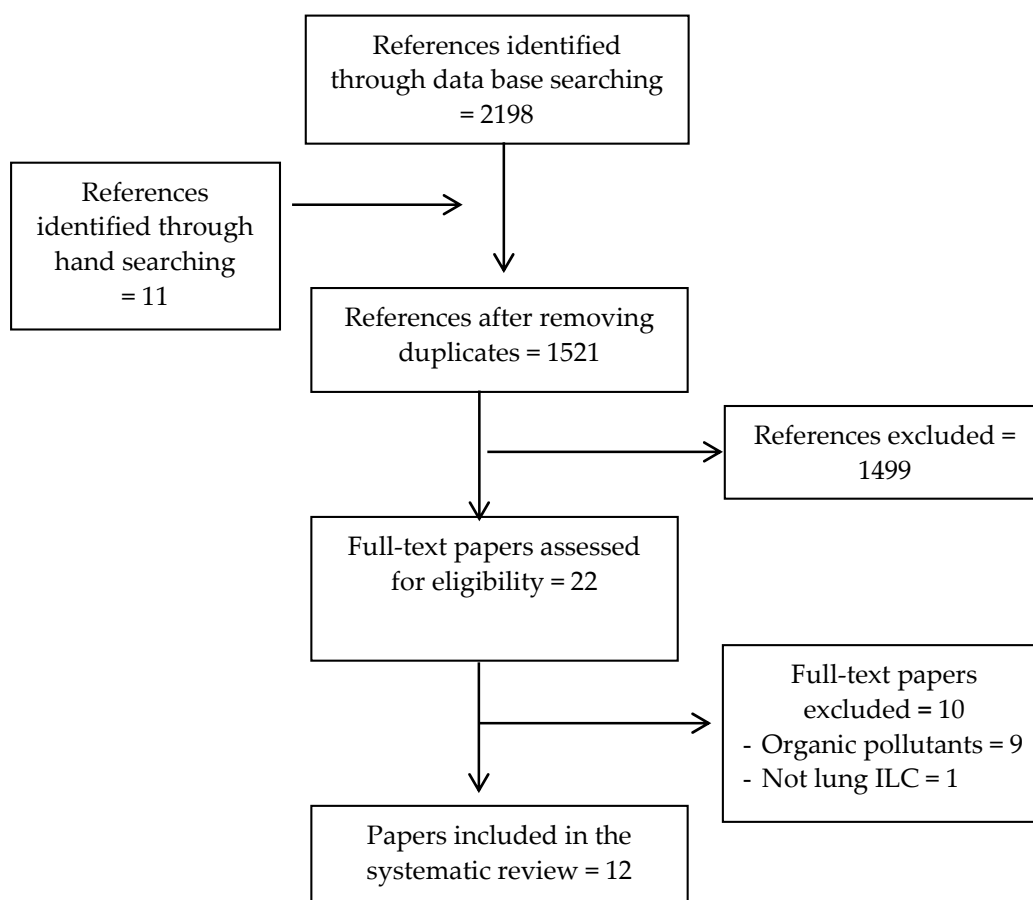 References identified
through data base searching
= 2198
References
identified through
hand searching
= 11
References after removing
duplicates = 1521
References excluded =
1499
Full-text papers assessed
for eligibility = 22
Full-text papers
excluded = 10
- Organic pollutants = 9
- Not lung ILC = 1
Papers included in the
systematic review = 12